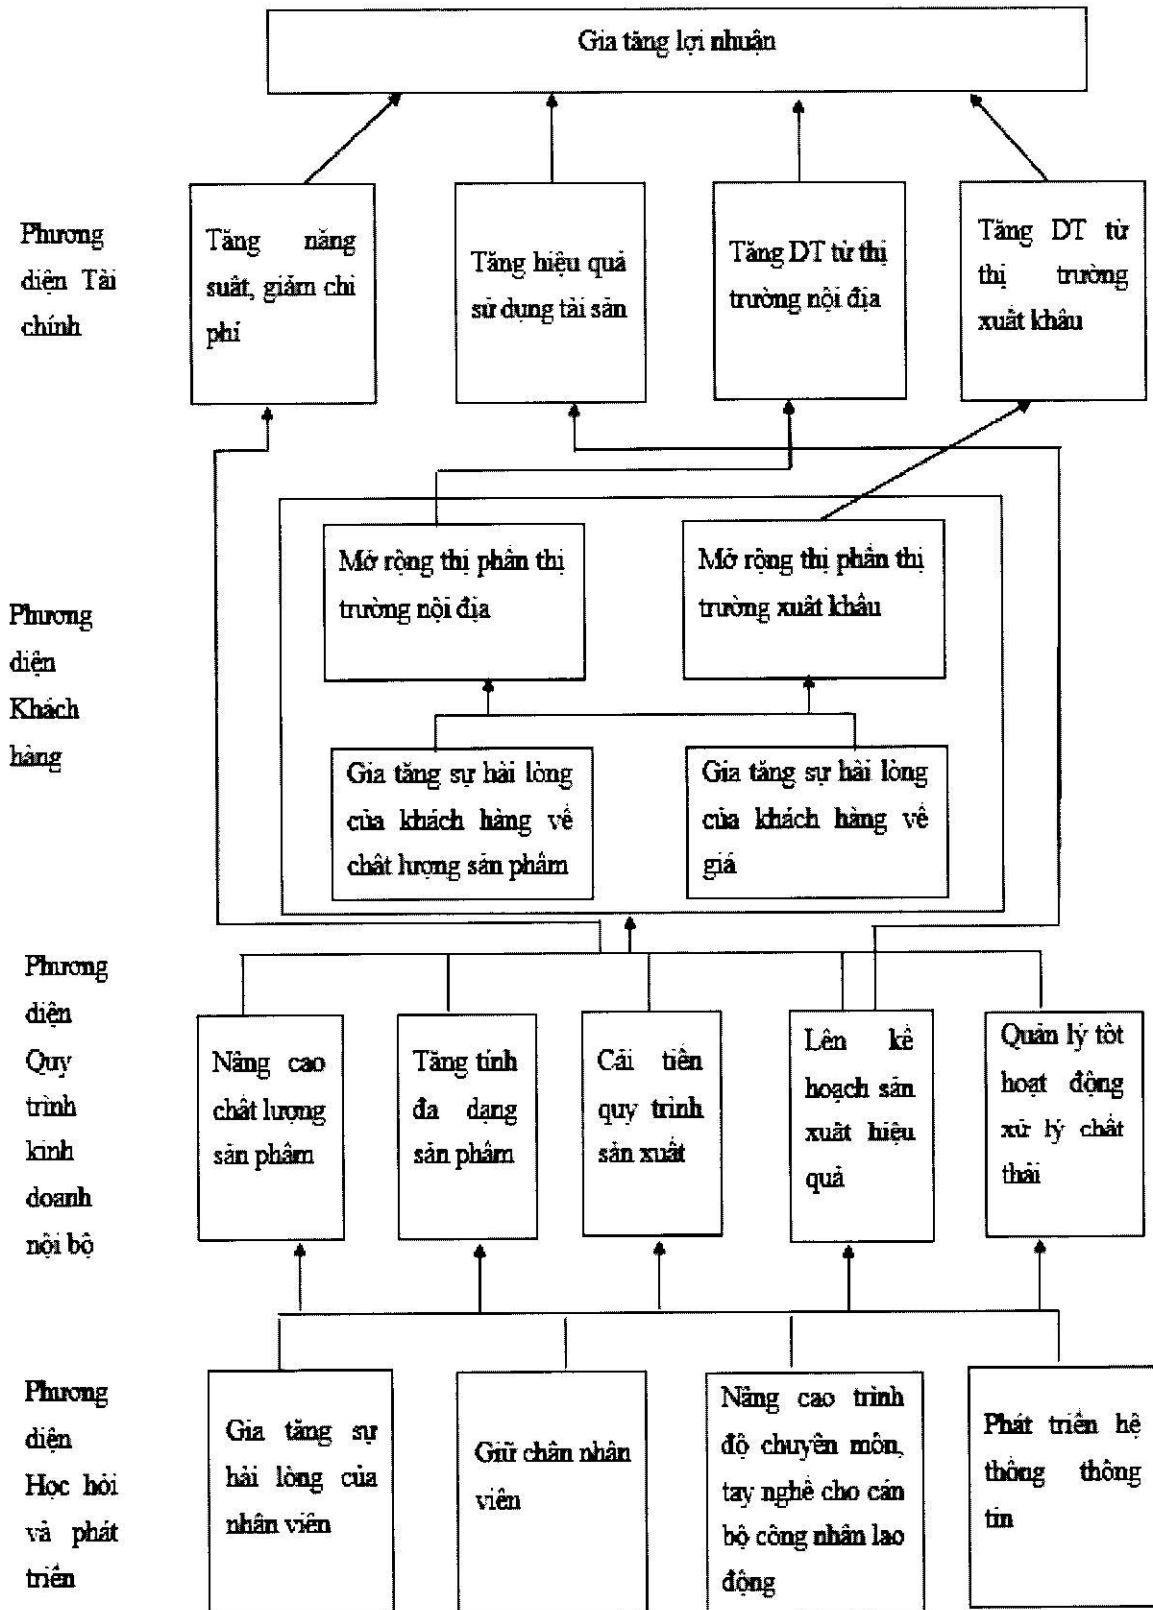 Gia tăng lợi nhuận
Phương
diện Tài
chính
Tăng năng
suất, giảm chi
phí
Tăng hiệu quả
sử dụng tài sản
Tăng DT từ thị
trường nội địa
Tăng DT từ
thị trường
xuất khẩu
Phương
diện
Khách
hàng
Mở rộng thị phần thị
trường nội địa
Mở rộng thị phần thị
trường xuất khẩu
Gia tăng sự hài lòng
của khách hàng về
chất lượng sản phẩm
Gia tăng sự hài lòng
của khách hàng về
giá
Phương
diện
Quy
trình
kinh
doanh
nội bộ
Nâng cao
chất lượng
sản phẩm
Tăng tính
đa dạng
sản phẩm
Cải tiến
quy trình
sản xuất
Lên kế
hoạch sản
xuất hiệu
quả
Quản lý tốt
hoạt động
xử lý chất
thải
Phương
diện
Học hỏi
và phát
triển
Gia tăng sự
hài lòng của
nhân viên
Giữ chân nhân
viên
Nâng cao trình
độ chuyên môn,
tay nghề cho cán
bộ công nhân lao
động
Phát triển hệ
thống thông
tin